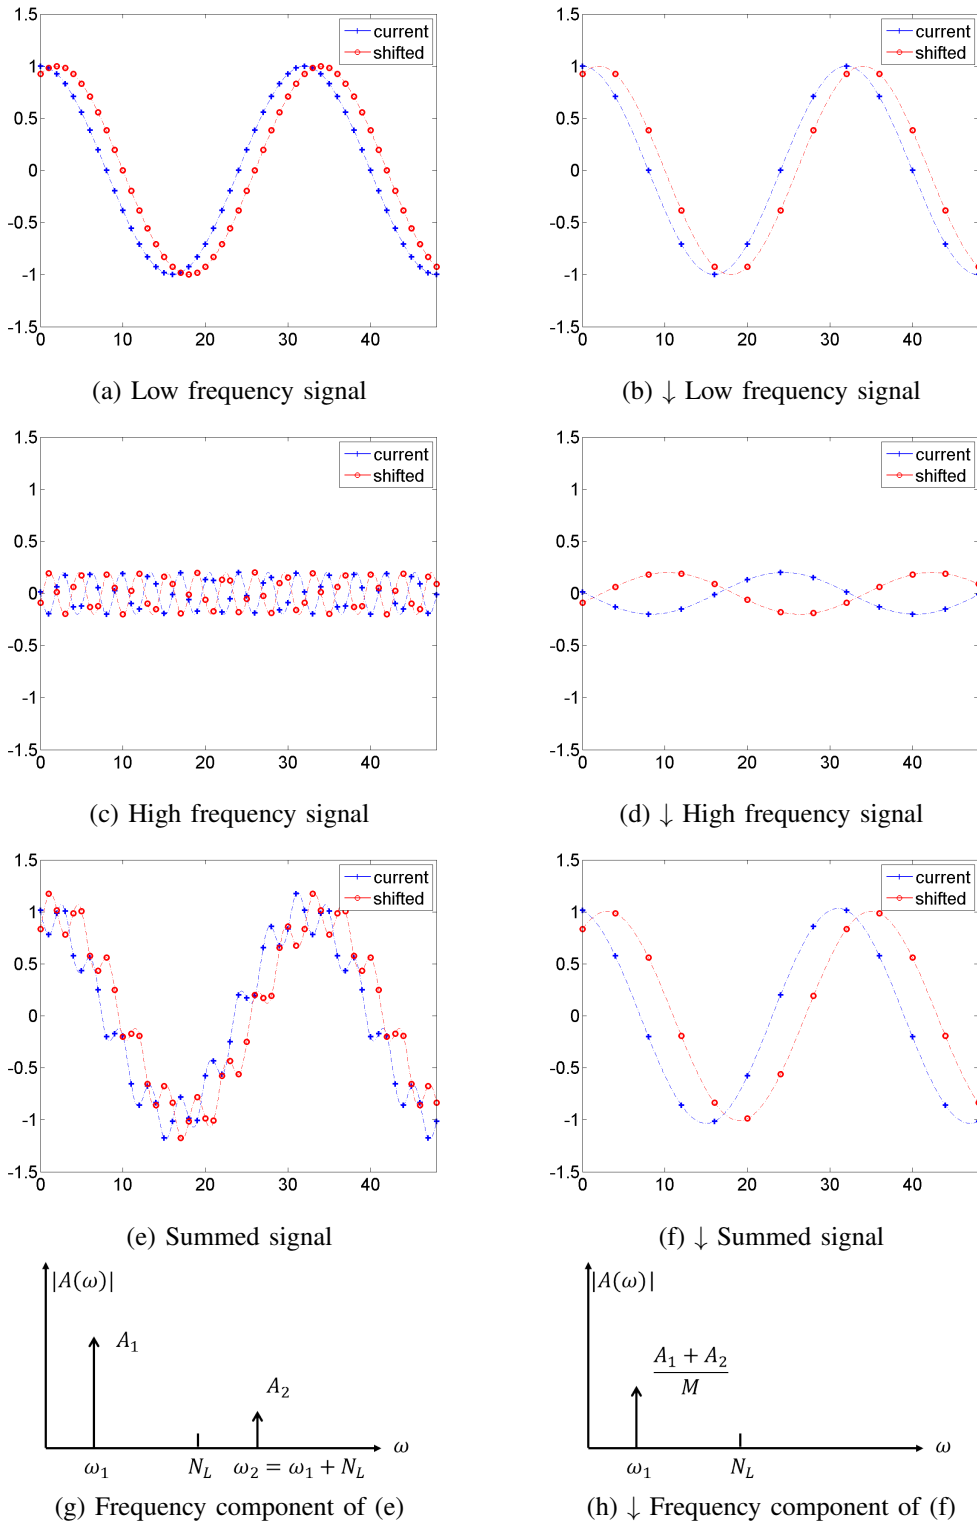 1.5
1
0.5
0
-0.5
-1
-1.5
0 10 20 30 40
current
shifted
(a) Low frequency signal
1.5
1
0.5
0
-0.5
-1
-1.5
0 10 20 30 40
current
shifted
(b) ↓ Low frequency signal
1.5
1
0.5
0
-0.5
-1
-1.5
0 10 20 30 40
current
shifted
(c) High frequency signal
1.5
1
0.5
0
-0.5
-1
-1.5
0 10 20 30 40
current
shifted
(d) ↓ High frequency signal
1.5
1
0.5
0
-0.5
-1
-1.5
0 10 20 30 40
current
shifted
(e) Summed signal
1.5
1
0.5
0
-0.5
-1
-1.5
0 10 20 30 40
current
shifted
(f) ↓ Summed signal
|A(ω)|
A₁
A₂
ω
ω₁ N_L ω₂ = ω₁ + N_L
(g) Frequency component of (e)
|A(ω)|
A₁ + A₂
M
ω
ω₁ N_L
(h) ↓ Frequency component of (f)